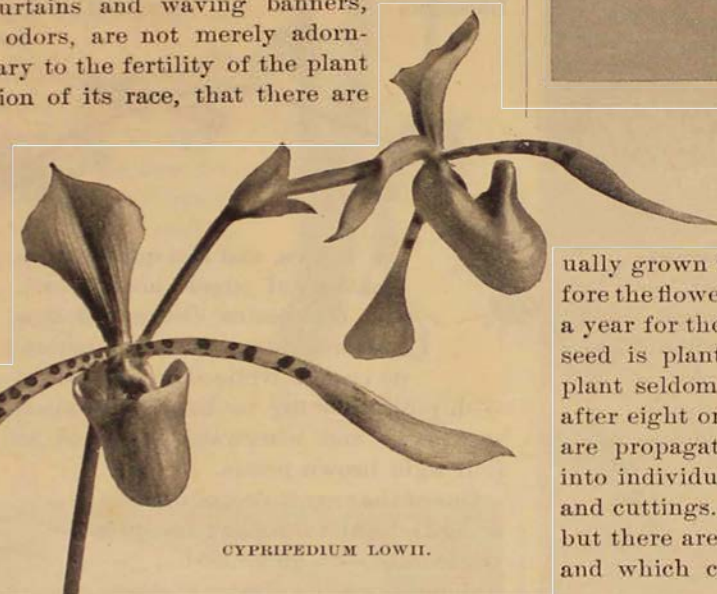 urtains and waving banners,
odors, are not merely adorn-
ary to the fertility of the plant
ion of its race, that there are
ually grown
fore the flowe
a year for the
seed is plant
plant seldom
after eight or
are propagat
into individu
and cuttings.
but there are
and which c
CYPRIPEDIUM LOWII.